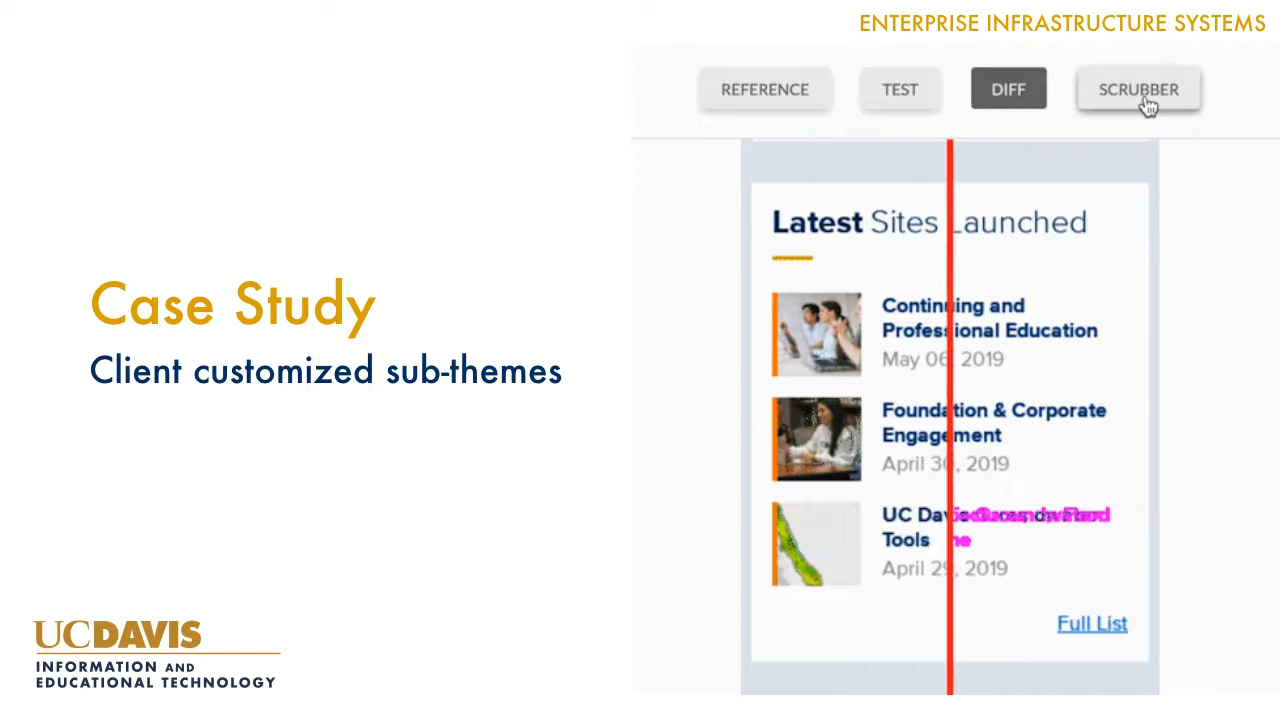 ENTERPRISE INFRASTRUCTURE SYSTEMS
REFERENCE
TEST
DIFF
SCRUBBER
Latest Sites Launched
Case Study
Client customized sub-themes
Continuing and
Professional Education
May 06, 2019
Foundation & Corporate
Engagement
April 30, 2019
UC Davis
Tools
April 29, 2019
Full List
UCDAVIS
INFORMATION AND
EDUCATIONAL TECHNOLOGY